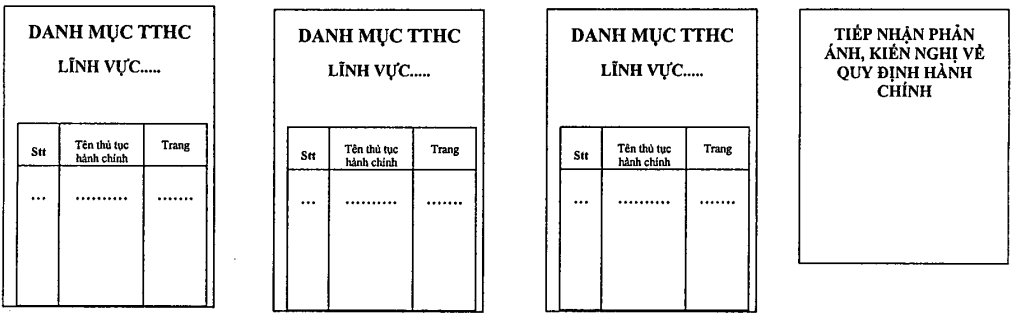 DANH MỤC TTHC
LĨNH VỰC.....
Stt
Tên thủ tục
hành chính
Trang
...
..........
.......
DANH MỤC TTHC
LĨNH VỰC.....
Stt
Tên thủ tục
hành chính
Trang
...
..........
.......
DANH MỤC TTHC
LĨNH VỰC.....
Stt
Tên thủ tục
hành chính
Trang
...
..........
.......
TIẾP NHẬN PHẢN
ÁNH, KIẾN NGHỊ VỀ
QUY ĐỊNH HÀNH
CHÍNH